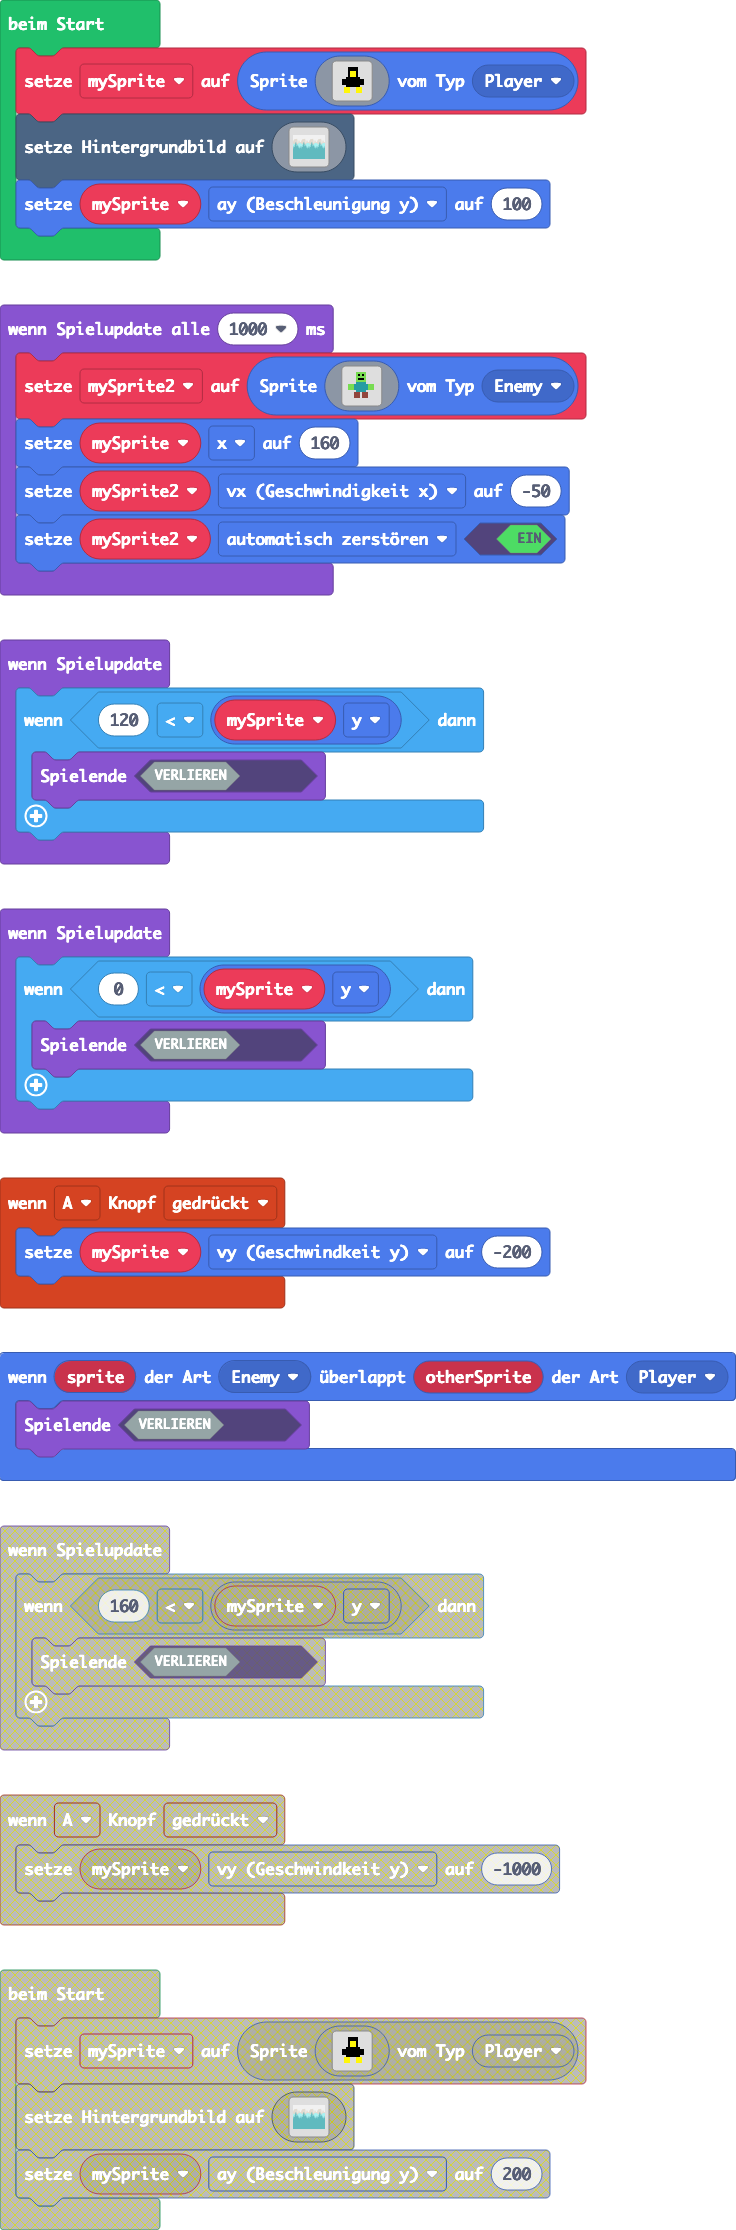 beim Start
setze mySprite auf Sprite vom Typ Player
setze Hintergrundbild auf
setze mySprite ay (Beschleunigung y) auf 100
wenn Spielupdate alle 1000 ms
setze mySprite2 auf Sprite vom Typ Enemy
setze mySprite x auf 160
setze mySprite2 vx (Geschwindigkeit x) auf -50
setze mySprite2 automatisch zerstören EIN
wenn Spielupdate
wenn 120 < mySprite y dann
Spielende VERLIEREN
wenn Spielupdate
wenn 0 < mySprite y dann
Spielende VERLIEREN
wenn A Knopf gedrückt
setze mySprite vy (Geschwindkeit y) auf -200
wenn sprite der Art Enemy überlappt otherSprite der Art Player
Spielende VERLIEREN
wenn Spielupdate
wenn 160 < mySprite y dann
Spielende VERLIEREN
wenn A Knopf gedrückt
setze mySprite vy (Geschwindkeit y) auf -1000
beim Start
setze mySprite auf Sprite vom Typ Player
setze Hintergrundbild auf
setze mySprite ay (Beschleunigung y) auf 200